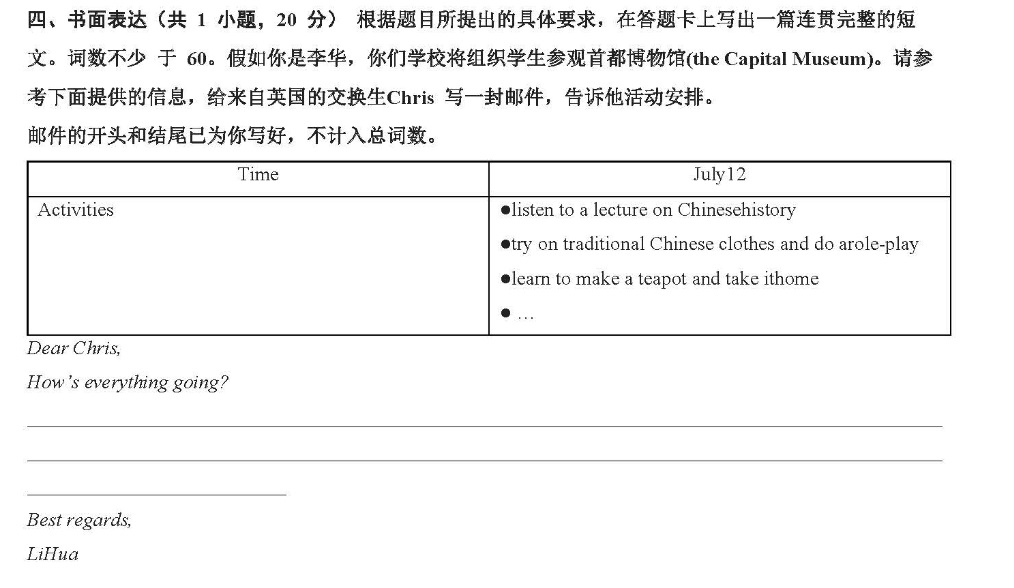 四、书面表达（共 1 小题，20 分） 根据题目所提出的具体要求，在答题卡上写出一篇连贯完整的短
文。词数不少 于 60。假如你是李华，你们学校将组织学生参观首都博物馆(the Capital Museum)。请参
考下面提供的信息，给来自英国的交换生Chris 写一封邮件，告诉他活动安排。
邮件的开头和结尾已为你写好，不计入总词数。
Time
July12
Activities
●listen to a lecture on Chinesehistory
●try on traditional Chinese clothes and do arole-play
●learn to make a teapot and take ithome
● …
Dear Chris,
How's everything going?
Best regards,
LiHua